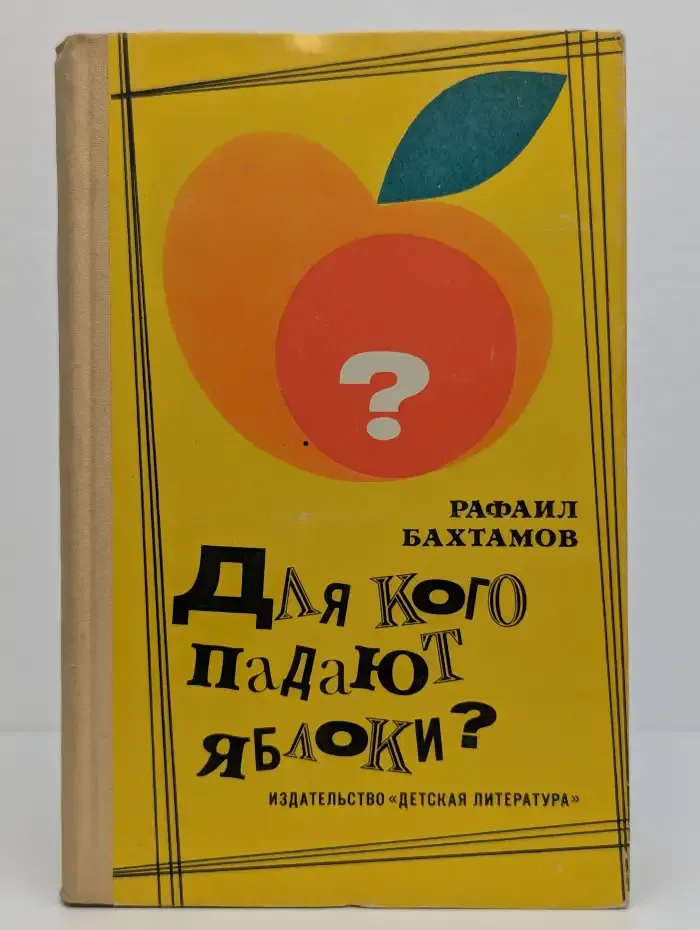 ?
РАФАИЛ
БАХТАМОВ
Для кого
падают
яблоки?
ИЗДАТЕЛЬСТВО «ДЕТСКАЯ ЛИТЕРАТУРА»